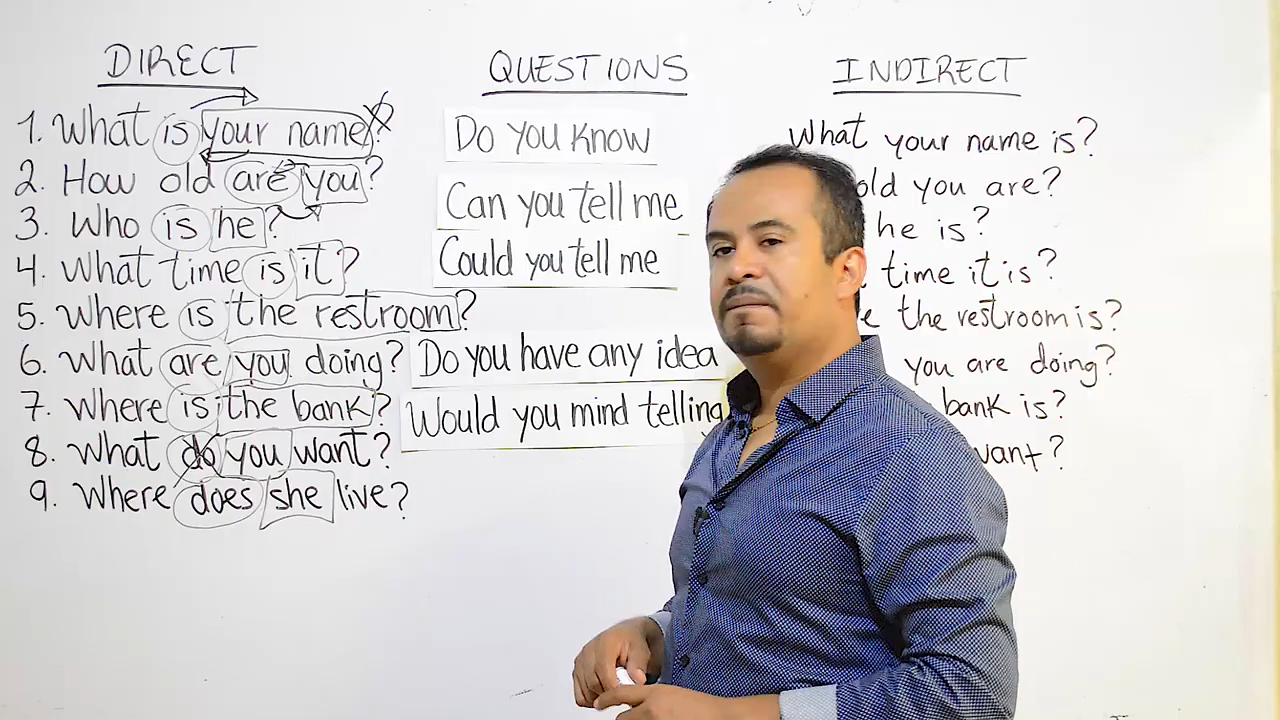 DIRECT
1. What is your name?
2. How old are you?
3. Who is he?
4. What time is it?
5. Where is the restroom?
6. What are you doing?
7. Where is the bank?
8. What do you want?
9. Where does she live?
QUESTIONS
Do you know
Can you tell me
Could you tell me
Do you have any idea
Would you mind telling
INDIRECT
What your name is?
old you are?
he is?
time it is?
the restroom is?
you are doing?
bank is?
want?